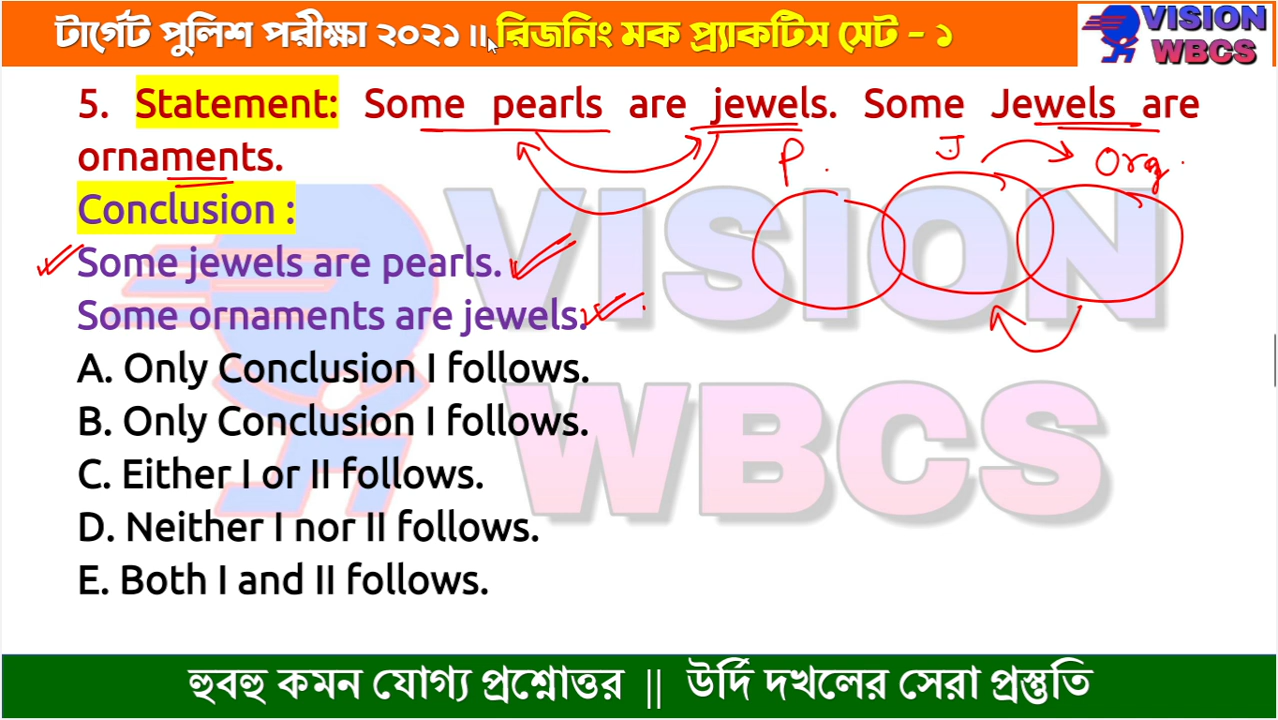 টার্গেট পুলিশ পরীক্ষা ২০২১॥ রিজনিং মক প্র্যাকটিস সেট - ১
VISION
WBCS
5. Statement: Some pearls are jewels. Some Jewels are
ornaments.
P. J Org.
Conclusion :
Some jewels are pearls.
Some ornaments are jewels.
A. Only Conclusion I follows.
B. Only Conclusion I follows.
C. Either I or II follows.
D. Neither I nor II follows.
E. Both I and II follows.
VISION
WBCS
হুবহু কমন যোগ্য প্রশ্নোত্তর || উর্দি দখলের সেরা প্রস্তুতি